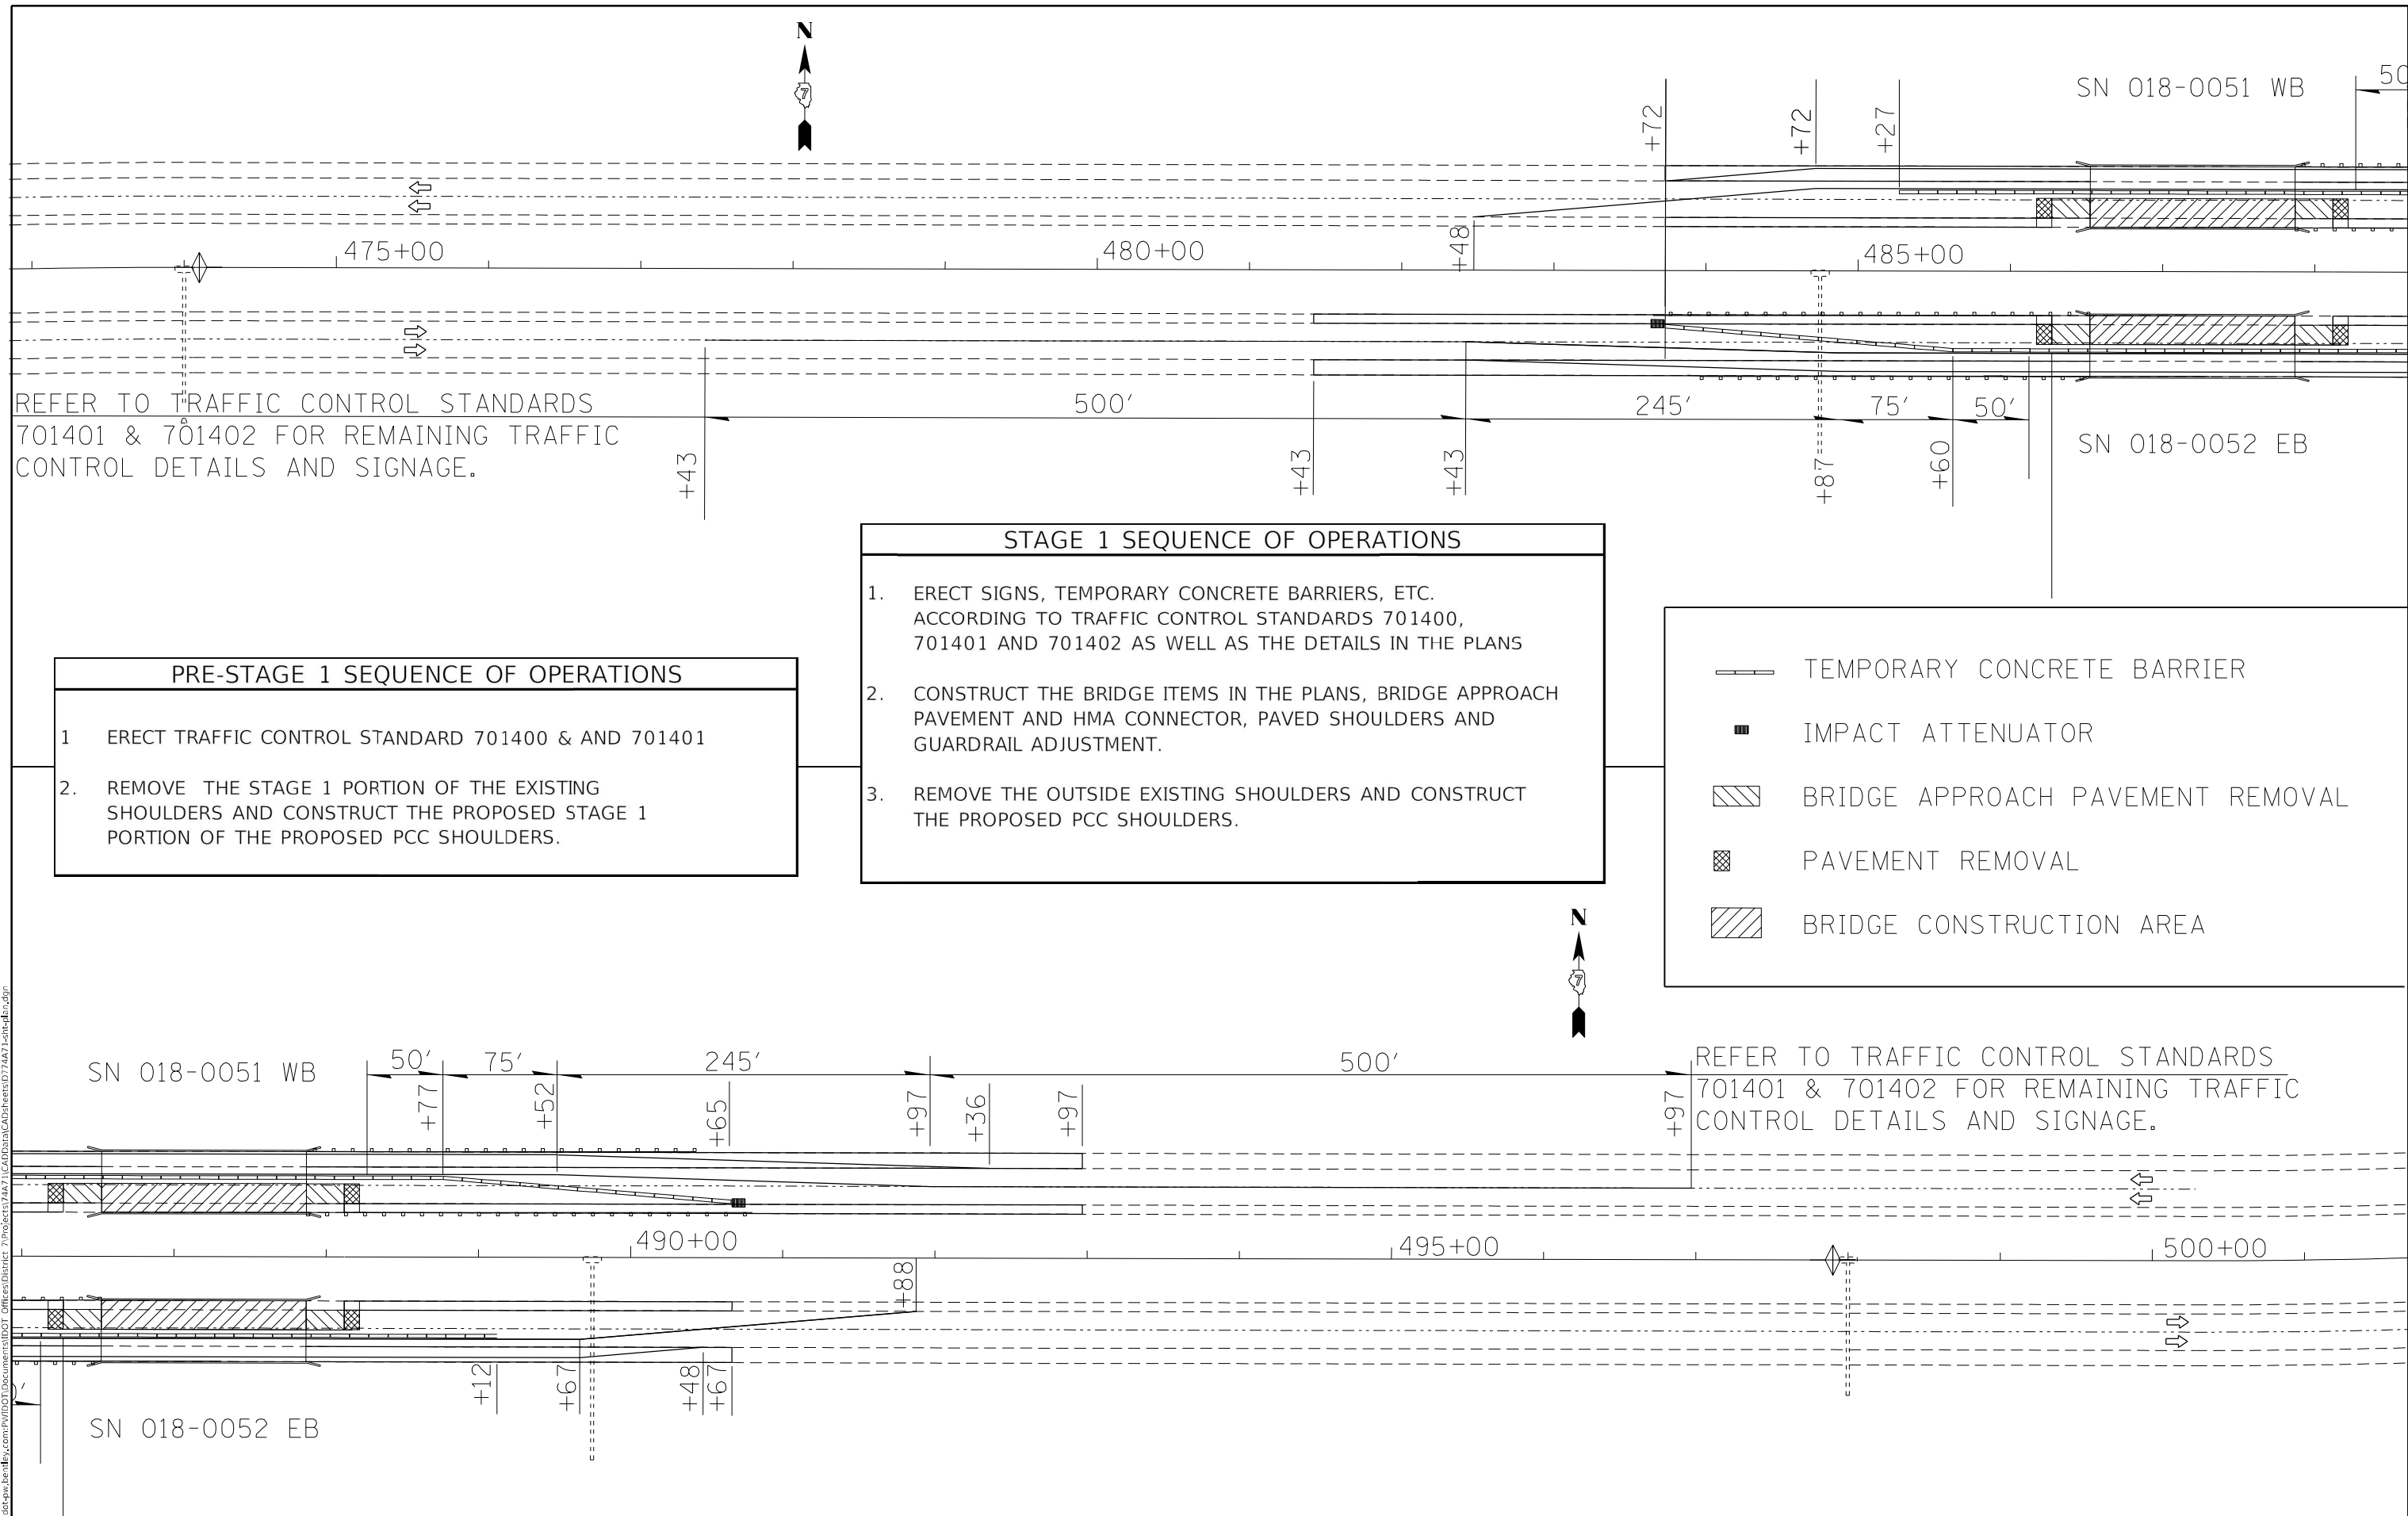 N
7
SN 018-0051 WB
50
+72
+72
+27
475+00
480+00
+48
485+00
REFER TO TRAFFIC CONTROL STANDARDS
701401 & 701402 FOR REMAINING TRAFFIC
CONTROL DETAILS AND SIGNAGE.
500'
245'
75'
50'
+43
+43
+43
+87
+60
SN 018-0052 EB
PRE-STAGE 1 SEQUENCE OF OPERATIONS
1 ERECT TRAFFIC CONTROL STANDARD 701400 & AND 701401
2. REMOVE THE STAGE 1 PORTION OF THE EXISTING
SHOULDERS AND CONSTRUCT THE PROPOSED STAGE 1
PORTION OF THE PROPOSED PCC SHOULDERS.
STAGE 1 SEQUENCE OF OPERATIONS
1. ERECT SIGNS, TEMPORARY CONCRETE BARRIERS, ETC.
ACCORDING TO TRAFFIC CONTROL STANDARDS 701400,
701401 AND 701402 AS WELL AS THE DETAILS IN THE PLANS
2. CONSTRUCT THE BRIDGE ITEMS IN THE PLANS, BRIDGE APPROACH
PAVEMENT AND HMA CONNECTOR, PAVED SHOULDERS AND
GUARDRAIL ADJUSTMENT.
3. REMOVE THE OUTSIDE EXISTING SHOULDERS AND CONSTRUCT
THE PROPOSED PCC SHOULDERS.
TEMPORARY CONCRETE BARRIER
IMPACT ATTENUATOR
BRIDGE APPROACH PAVEMENT REMOVAL
PAVEMENT REMOVAL
BRIDGE CONSTRUCTION AREA
N
7
SN 018-0051 WB
50'
75'
245'
500'
+77
+52
+65
+97
+36
+97
+97
REFER TO TRAFFIC CONTROL STANDARDS
701401 & 701402 FOR REMAINING TRAFFIC
CONTROL DETAILS AND SIGNAGE.
490+00
495+00
500+00
+88
+12
+67
+48
+67
SN 018-0052 EB